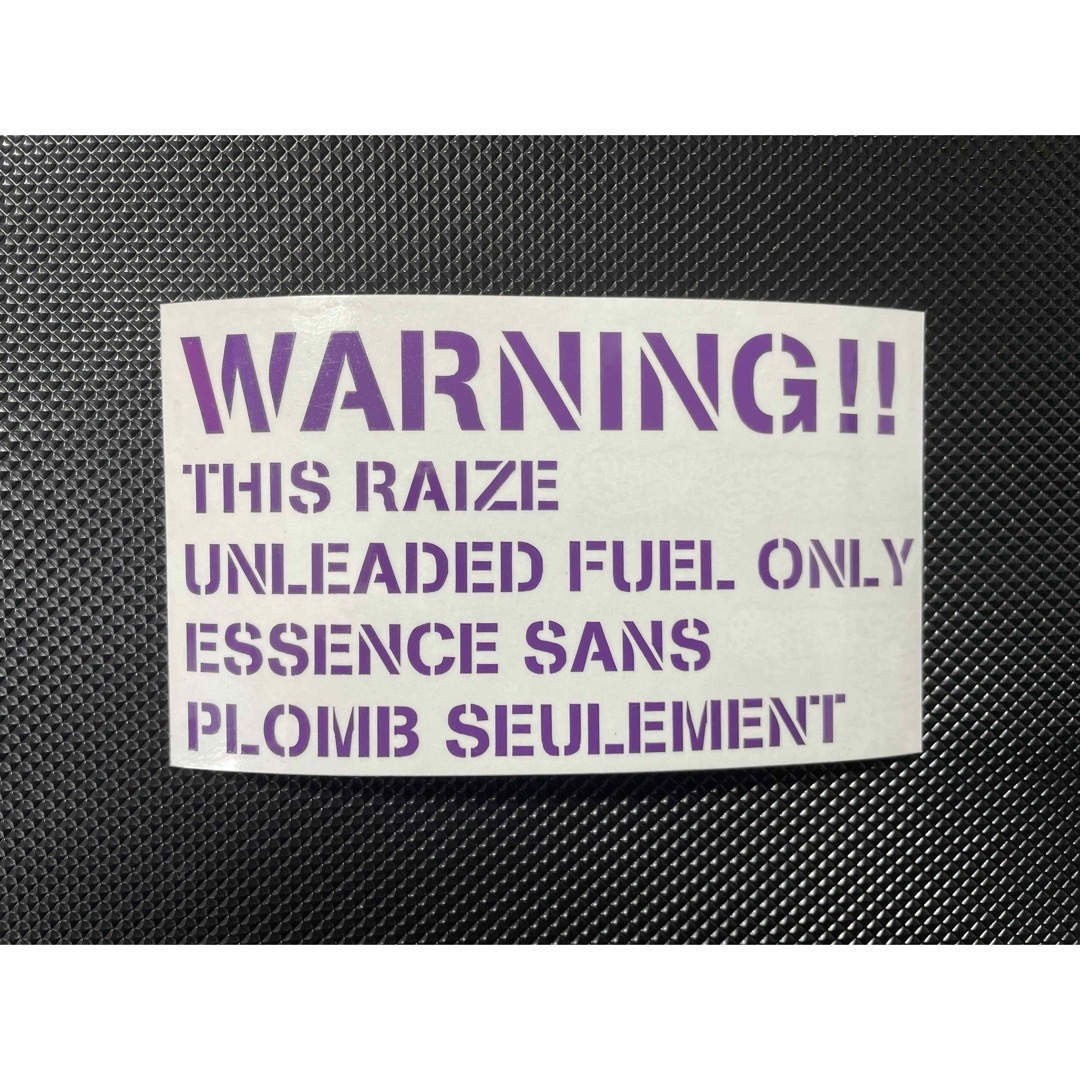 WARNING!!
THIS RAIZE
UNLEADED FUEL ONLY
ESSENCE SANS
PLOMB SEULEMENT